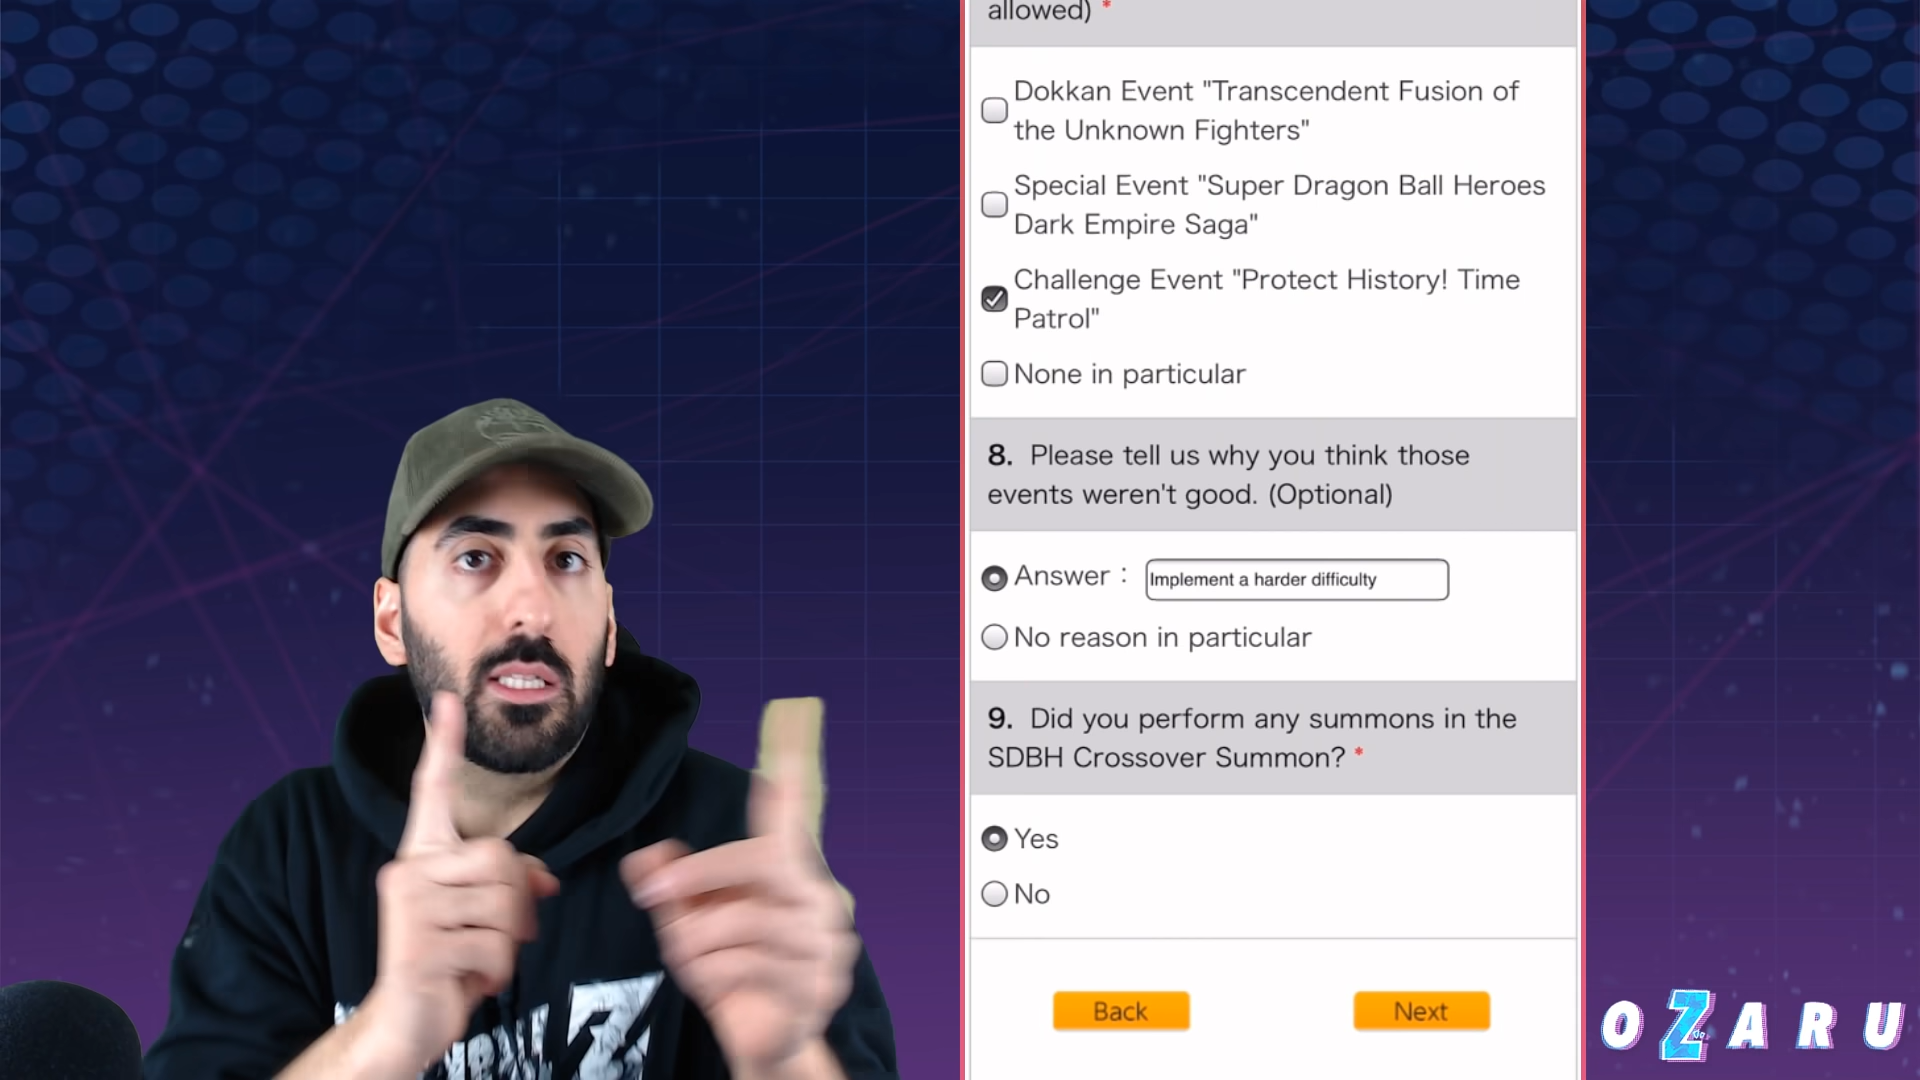 allowed) *
Dokkan Event "Transcendent Fusion of
the Unknown Fighters"
Special Event "Super Dragon Ball Heroes
Dark Empire Saga"
Challenge Event "Protect History! Time
Patrol"
None in particular
8. Please tell us why you think those
events weren't good. (Optional)
Answer : Implement a harder difficulty
No reason in particular
9. Did you perform any summons in the
SDBH Crossover Summon? *
Yes
No
Back Next
OZARU